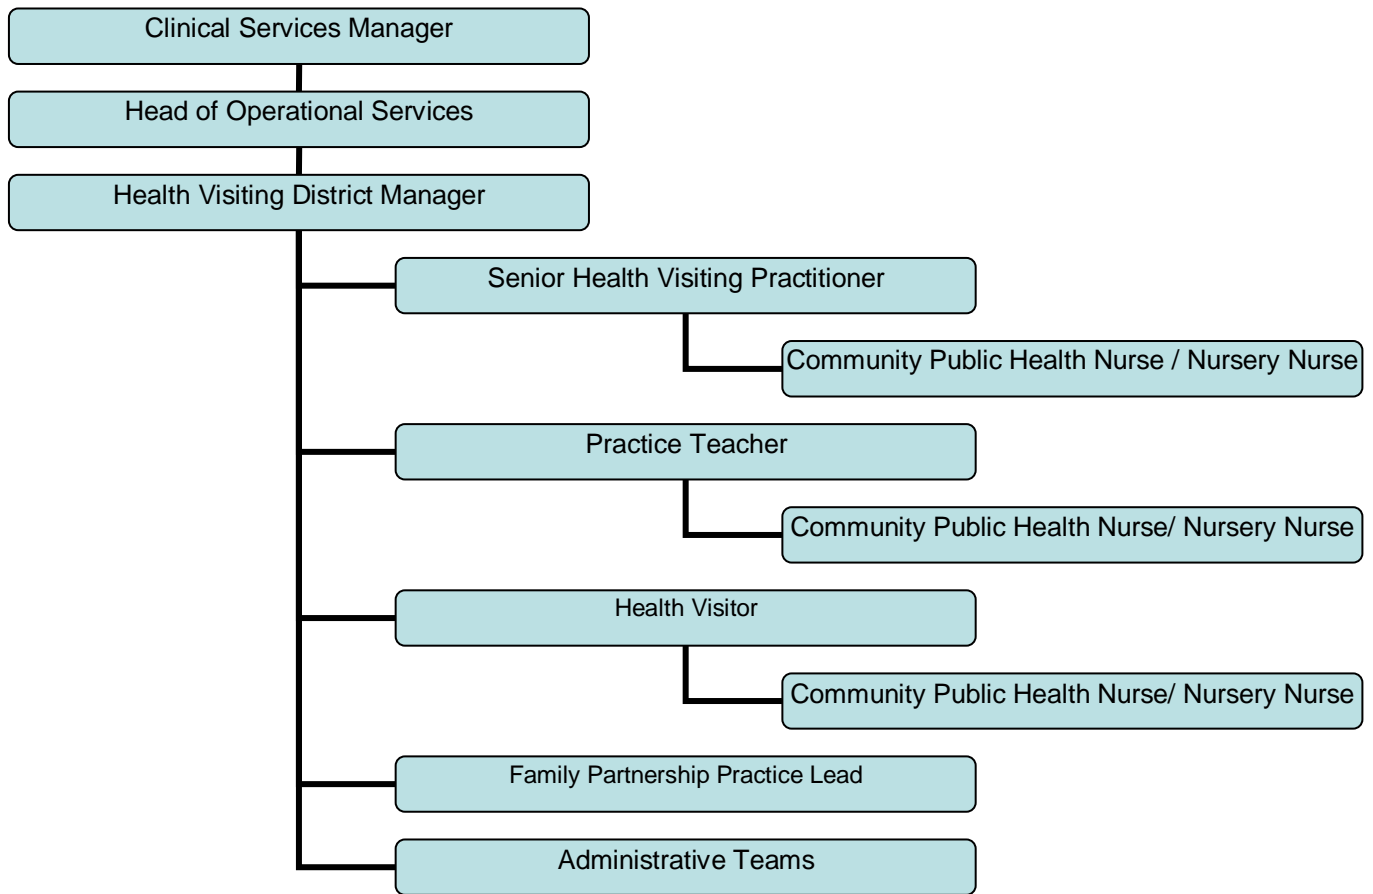 Clinical Services Manager
Head of Operational Services
Health Visiting District Manager
Senior Health Visiting Practitioner
Community Public Health Nurse / Nursery Nurse
Practice Teacher
Community Public Health Nurse/ Nursery Nurse
Health Visitor
Community Public Health Nurse/ Nursery Nurse
Family Partnership Practice Lead
Administrative Teams